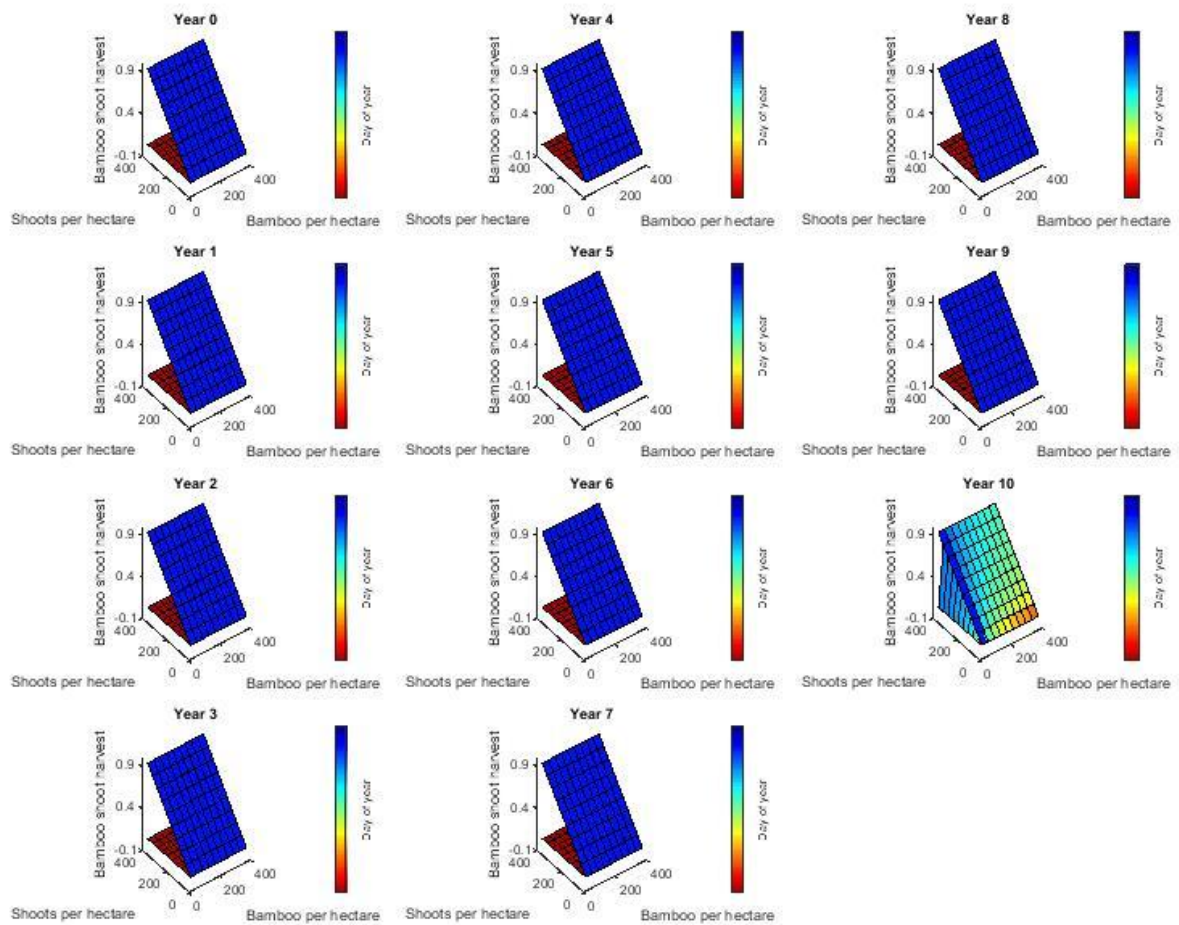 Year 0
Bamboo shoot harvest
0.9
0.4
-0.1
400
200
0
0
200
400
Shoots per hectare
Bamboo per hectare
Day of year
Year 4
Bamboo shoot harvest
0.9
0.4
-0.1
400
200
0
0
200
400
Shoots per hectare
Bamboo per hectare
Day of year
Year 8
Bamboo shoot harvest
0.9
0.4
-0.1
400
200
0
0
200
400
Shoots per hectare
Bamboo per hectare
Day of year
Year 1
Bamboo shoot harvest
0.9
0.4
-0.1
400
200
0
0
200
400
Shoots per hectare
Bamboo per hectare
Day of year
Year 5
Bamboo shoot harvest
0.9
0.4
-0.1
400
200
0
0
200
400
Shoots per hectare
Bamboo per hectare
Day of year
Year 9
Bamboo shoot harvest
0.9
0.4
-0.1
400
200
0
0
200
400
Shoots per hectare
Bamboo per hectare
Day of year
Year 2
Bamboo shoot harvest
0.9
0.4
-0.1
400
200
0
0
200
400
Shoots per hectare
Bamboo per hectare
Day of year
Year 6
Bamboo shoot harvest
0.9
0.4
-0.1
400
200
0
0
200
400
Shoots per hectare
Bamboo per hectare
Day of year
Year 10
Bamboo shoot harvest
0.9
0.4
-0.1
400
200
0
0
200
400
Shoots per hectare
Bamboo per hectare
Day of year
Year 3
Bamboo shoot harvest
0.9
0.4
-0.1
400
200
0
0
200
400
Shoots per hectare
Bamboo per hectare
Day of year
Year 7
Bamboo shoot harvest
0.9
0.4
-0.1
400
200
0
0
200
400
Shoots per hectare
Bamboo per hectare
Day of year